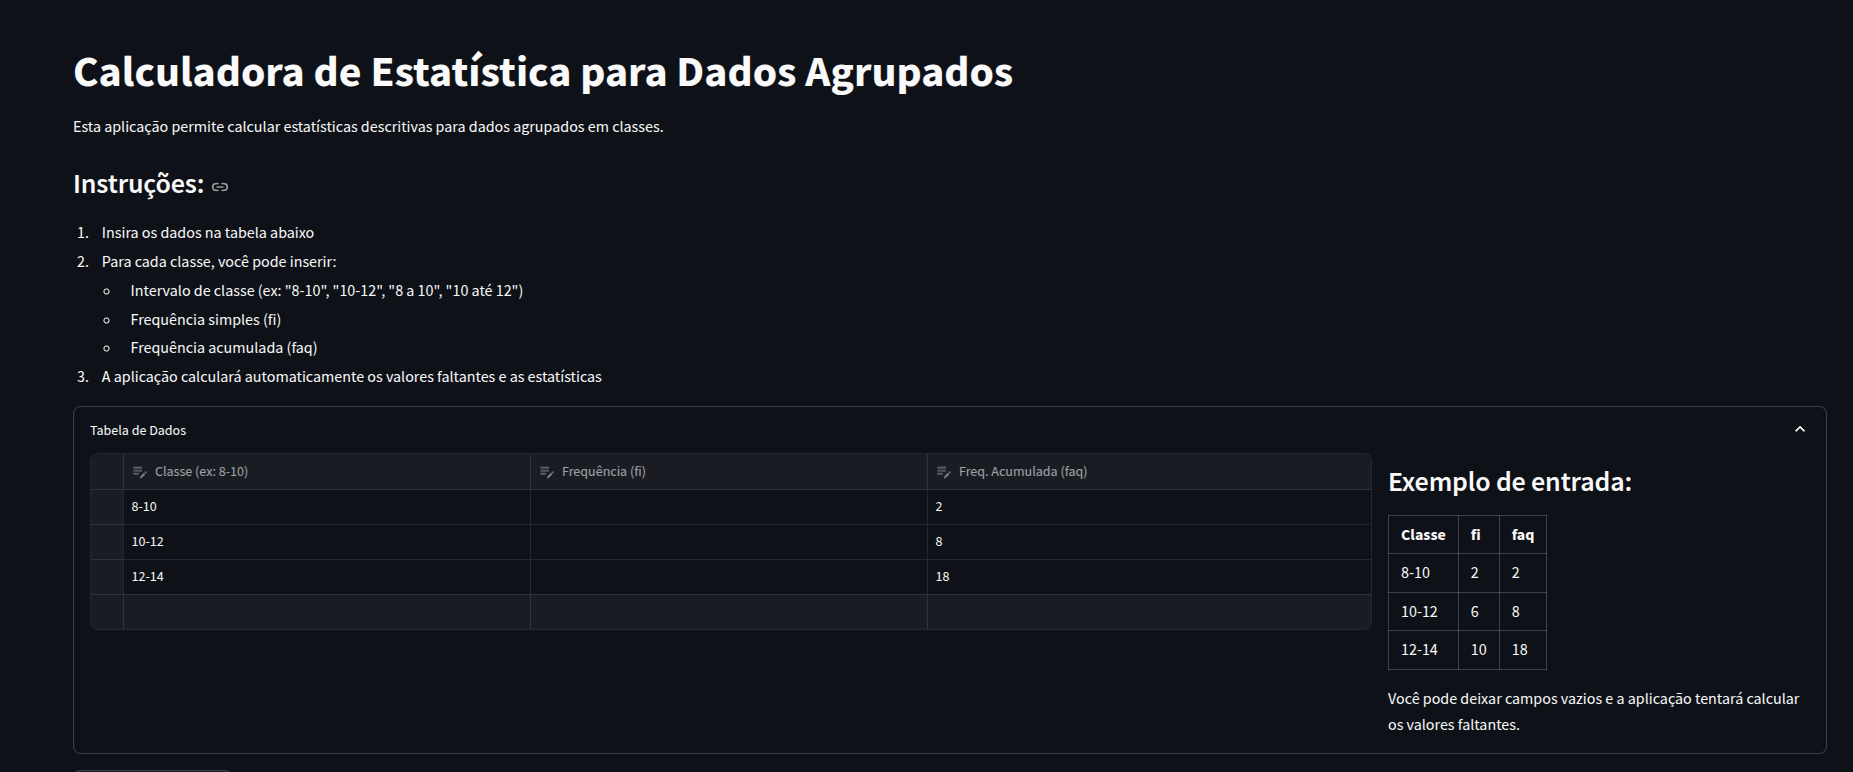 Calculadora de Estatística para Dados Agrupados
Esta aplicação permite calcular estatísticas descritivas para dados agrupados em classes.
Instruções:
1. Insira os dados na tabela abaixo
2. Para cada classe, você pode inserir:
Intervalo de classe (ex: "8-10", "10-12", "8 a 10", "10 até 12")
Frequência simples (fi)
Frequência acumulada (faq)
3. A aplicação calculará automaticamente os valores faltantes e as estatísticas
Tabela de Dados
Classe (ex: 8-10) Frequência (fi) Freq. Acumulada (faq)
8-10 2
10-12 8
12-14 18
Exemplo de entrada:
Classe fi faq
8-10 2 2
10-12 6 8
12-14 10 18
Você pode deixar campos vazios e a aplicação tentará calcular
os valores faltantes.